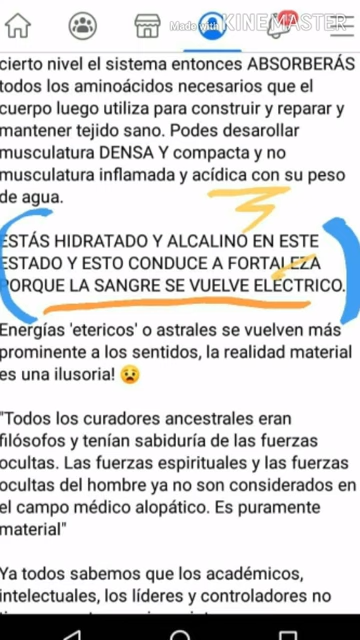 Made with KINEMASTER
cierto nivel el sistema entonces ABSORBERÁS
todos los aminoácidos necesarios que el
cuerpo luego utiliza para construir y reparar y
mantener tejido sano. Podes desarollar
musculatura DENSA Y compacta y no
musculatura inflamada y acídica con su peso
de agua.
ESTÁS HIDRATADO Y ALCALINO EN ESTE
ESTADO Y ESTO CONDUCE A FORTALEZA
PORQUE LA SANGRE SE VUELVE ELECTRICO.
Energías 'etericos' o astrales se vuelven más
prominente a los sentidos, la realidad material
es una ilusoria! 😧
"Todos los curadores ancestrales eran
filósofos y tenían sabiduría de las fuerzas
ocultas. Las fuerzas espirituales y las fuerzas
ocultas del hombre ya no son considerados en
el campo médico alopático. Es puramente
material"
Ya todos sabemos que los académicos,
intelectuales, los líderes y controladores no